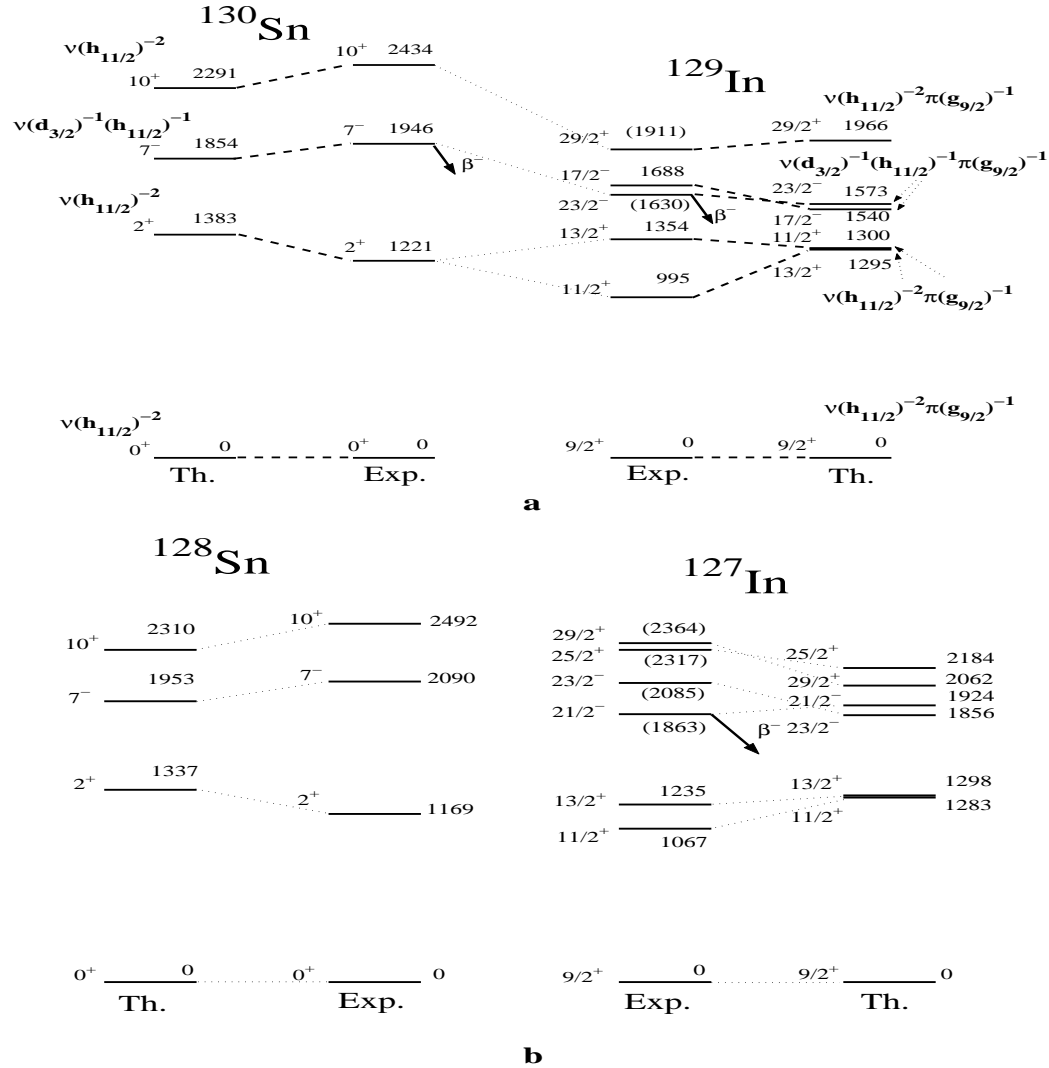 130Sn
ν(h11/2)−2
10+ 2291
10+ 2434
ν(d3/2)−1(h11/2)−1
7− 1854
7− 1946
β−
ν(h11/2)−2
2+ 1383
2+ 1221
ν(h11/2)−2
0+ 0
0+ 0
Th.
Exp.
129In
ν(h11/2)−2π(g9/2)−1
29/2+ (1911)
29/2+ 1966
ν(d3/2)−1(h11/2)−1π(g9/2)−1
17/2− 1688
23/2− 1573
23/2− (1630)
β−
17/2− 1540
13/2+ 1354
11/2+ 1300
11/2+ 995
13/2+ 1295
ν(h11/2)−2π(g9/2)−1
ν(h11/2)−2π(g9/2)−1
9/2+ 0
9/2+ 0
Exp.
Th.
a
128Sn
10+ 2310
10+ 2492
7− 1953
7− 2090
2+ 1337
2+ 1169
0+ 0
0+ 0
Th.
Exp.
127In
29/2+ (2364)
25/2+ (2317)
23/2− (2085)
21/2− (1863)
β−
25/2+ 2184
29/2+ 2062
21/2− 1924
23/2− 1856
13/2+ 1235
11/2+ 1067
13/2+ 1298
11/2+ 1283
9/2+ 0
9/2+ 0
Exp.
Th.
b